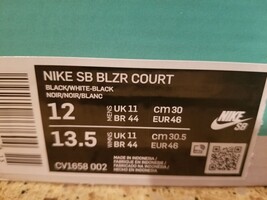 NIKE SB BLZR COURT
BLACK/WHITE-BLACK
NOIR/NOIR/BLANC
12 MENS UK 11 cm 30
BR 44 EUR 46
13.5 WMNS UK 11 cm 30.5
BR 44 EUR 46
CV1658 002
MADE IN INDONESIA /
NIKE SB